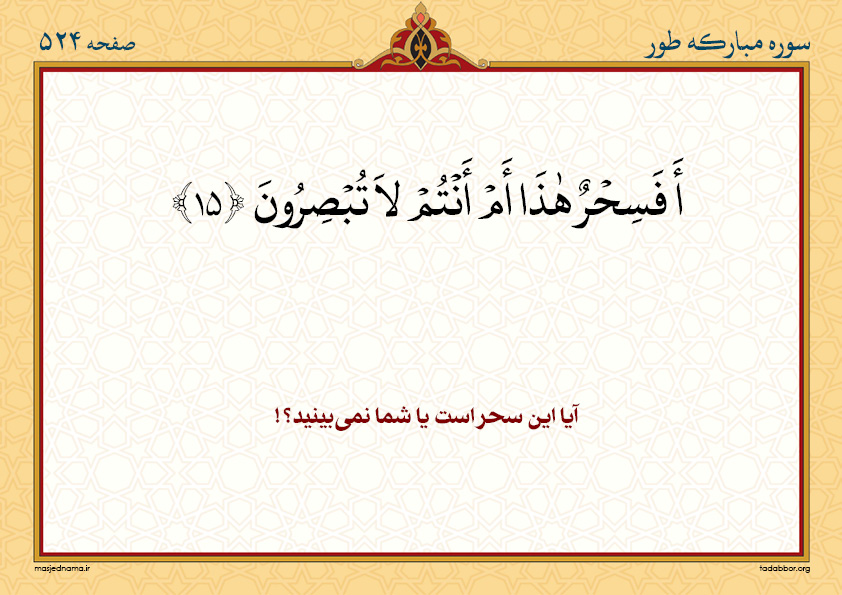 سوره مبارکه طور
صفحه ۵۲۴
أَفَسِحْرٌ هَٰذَا أَمْ أَنْتُمْ لاَ تُبْصِرُونَ ﴿۱۵﴾
آیا این سحر است یا شما نمی‌بینید؟!
masjednama.ir
tadabbor.org